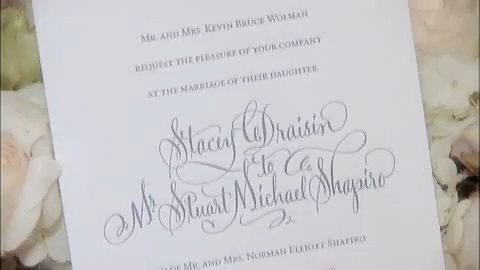 Mr. and Mrs. Kevin Bruce Wolman
request the pleasure of your company
at the marriage of their daughter
Stacey LeDraisin
to
Mr. Stuart Michael Shapiro
of Mr. and Mrs. Norman Elliott Shapiro